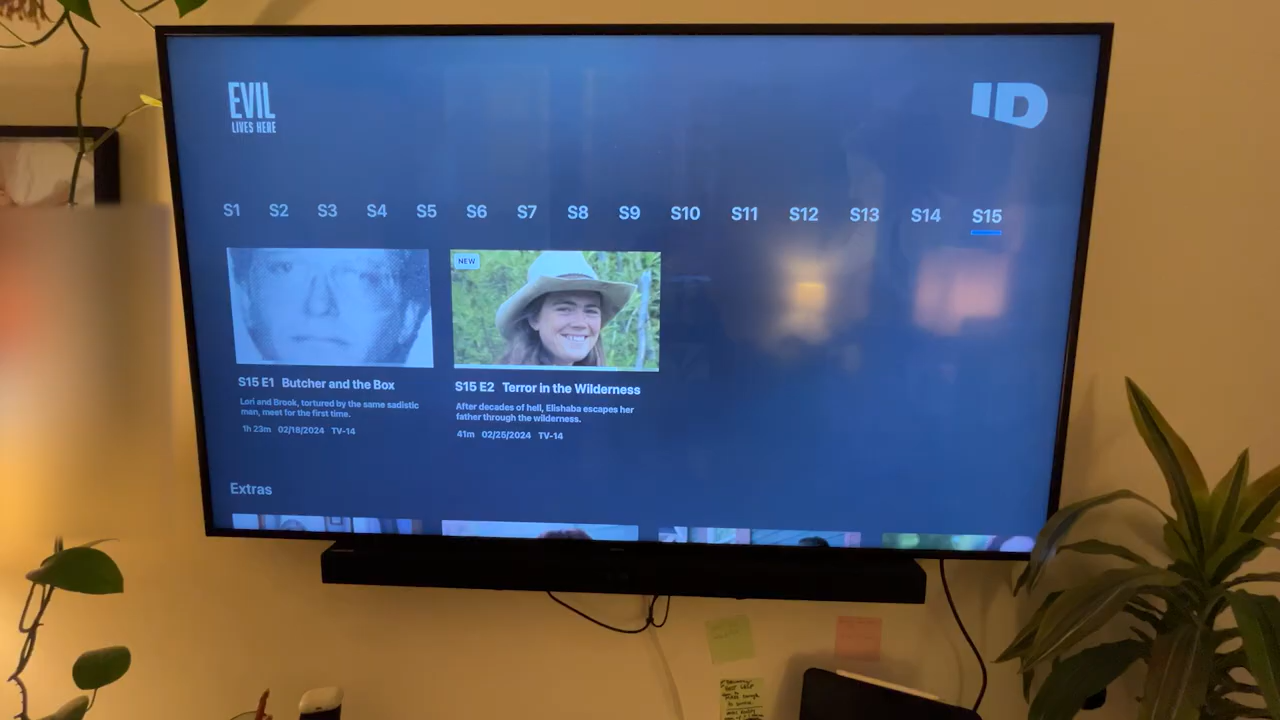 EVIL
LIVES HERE
ID
S1 S2 S3 S4 S5 S6 S7 S8 S9 S10 S11 S12 S13 S14 S15
NEW
S15 E1 Butcher and the Box
Lori and Brook, tortured by the same sadistic
man, meet for the first time.
1h 23m 02/18/2024 TV-14
S15 E2 Terror in the Wilderness
After decades of hell, Elishaba escapes her
father through the wilderness.
41m 02/25/2024 TV-14
Extras